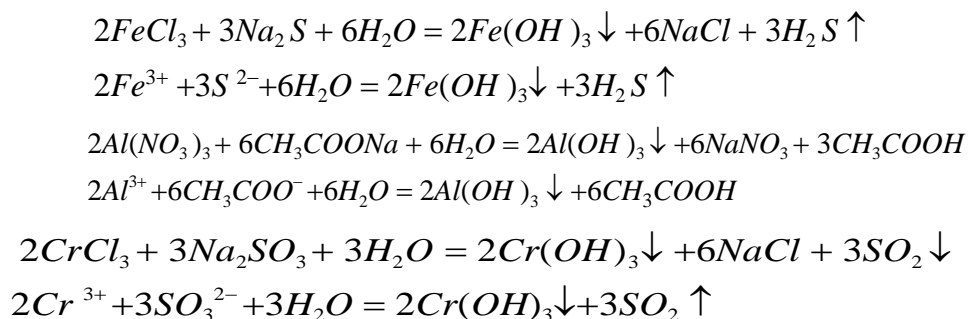 2FeCl₃ + 3Na₂S + 6H₂O = 2Fe(OH)₃↓ +6NaCl + 3H₂S ↑
2Fe³⁺ +3S²⁻+6H₂O = 2Fe(OH)₃↓ +3H₂S ↑
2Al(NO₃)₃ + 6CH₃COONa + 6H₂O = 2Al(OH)₃↓ +6NaNO₃ + 3CH₃COOH
2Al³⁺+6CH₃COO⁻+6H₂O = 2Al(OH)₃↓ +6CH₃COOH
2CrCl₃ + 3Na₂SO₃ + 3H₂O = 2Cr(OH)₃↓ +6NaCl + 3SO₂↓
2Cr³⁺+3SO₃²⁻+3H₂O = 2Cr(OH)₃↓+3SO₂ ↑